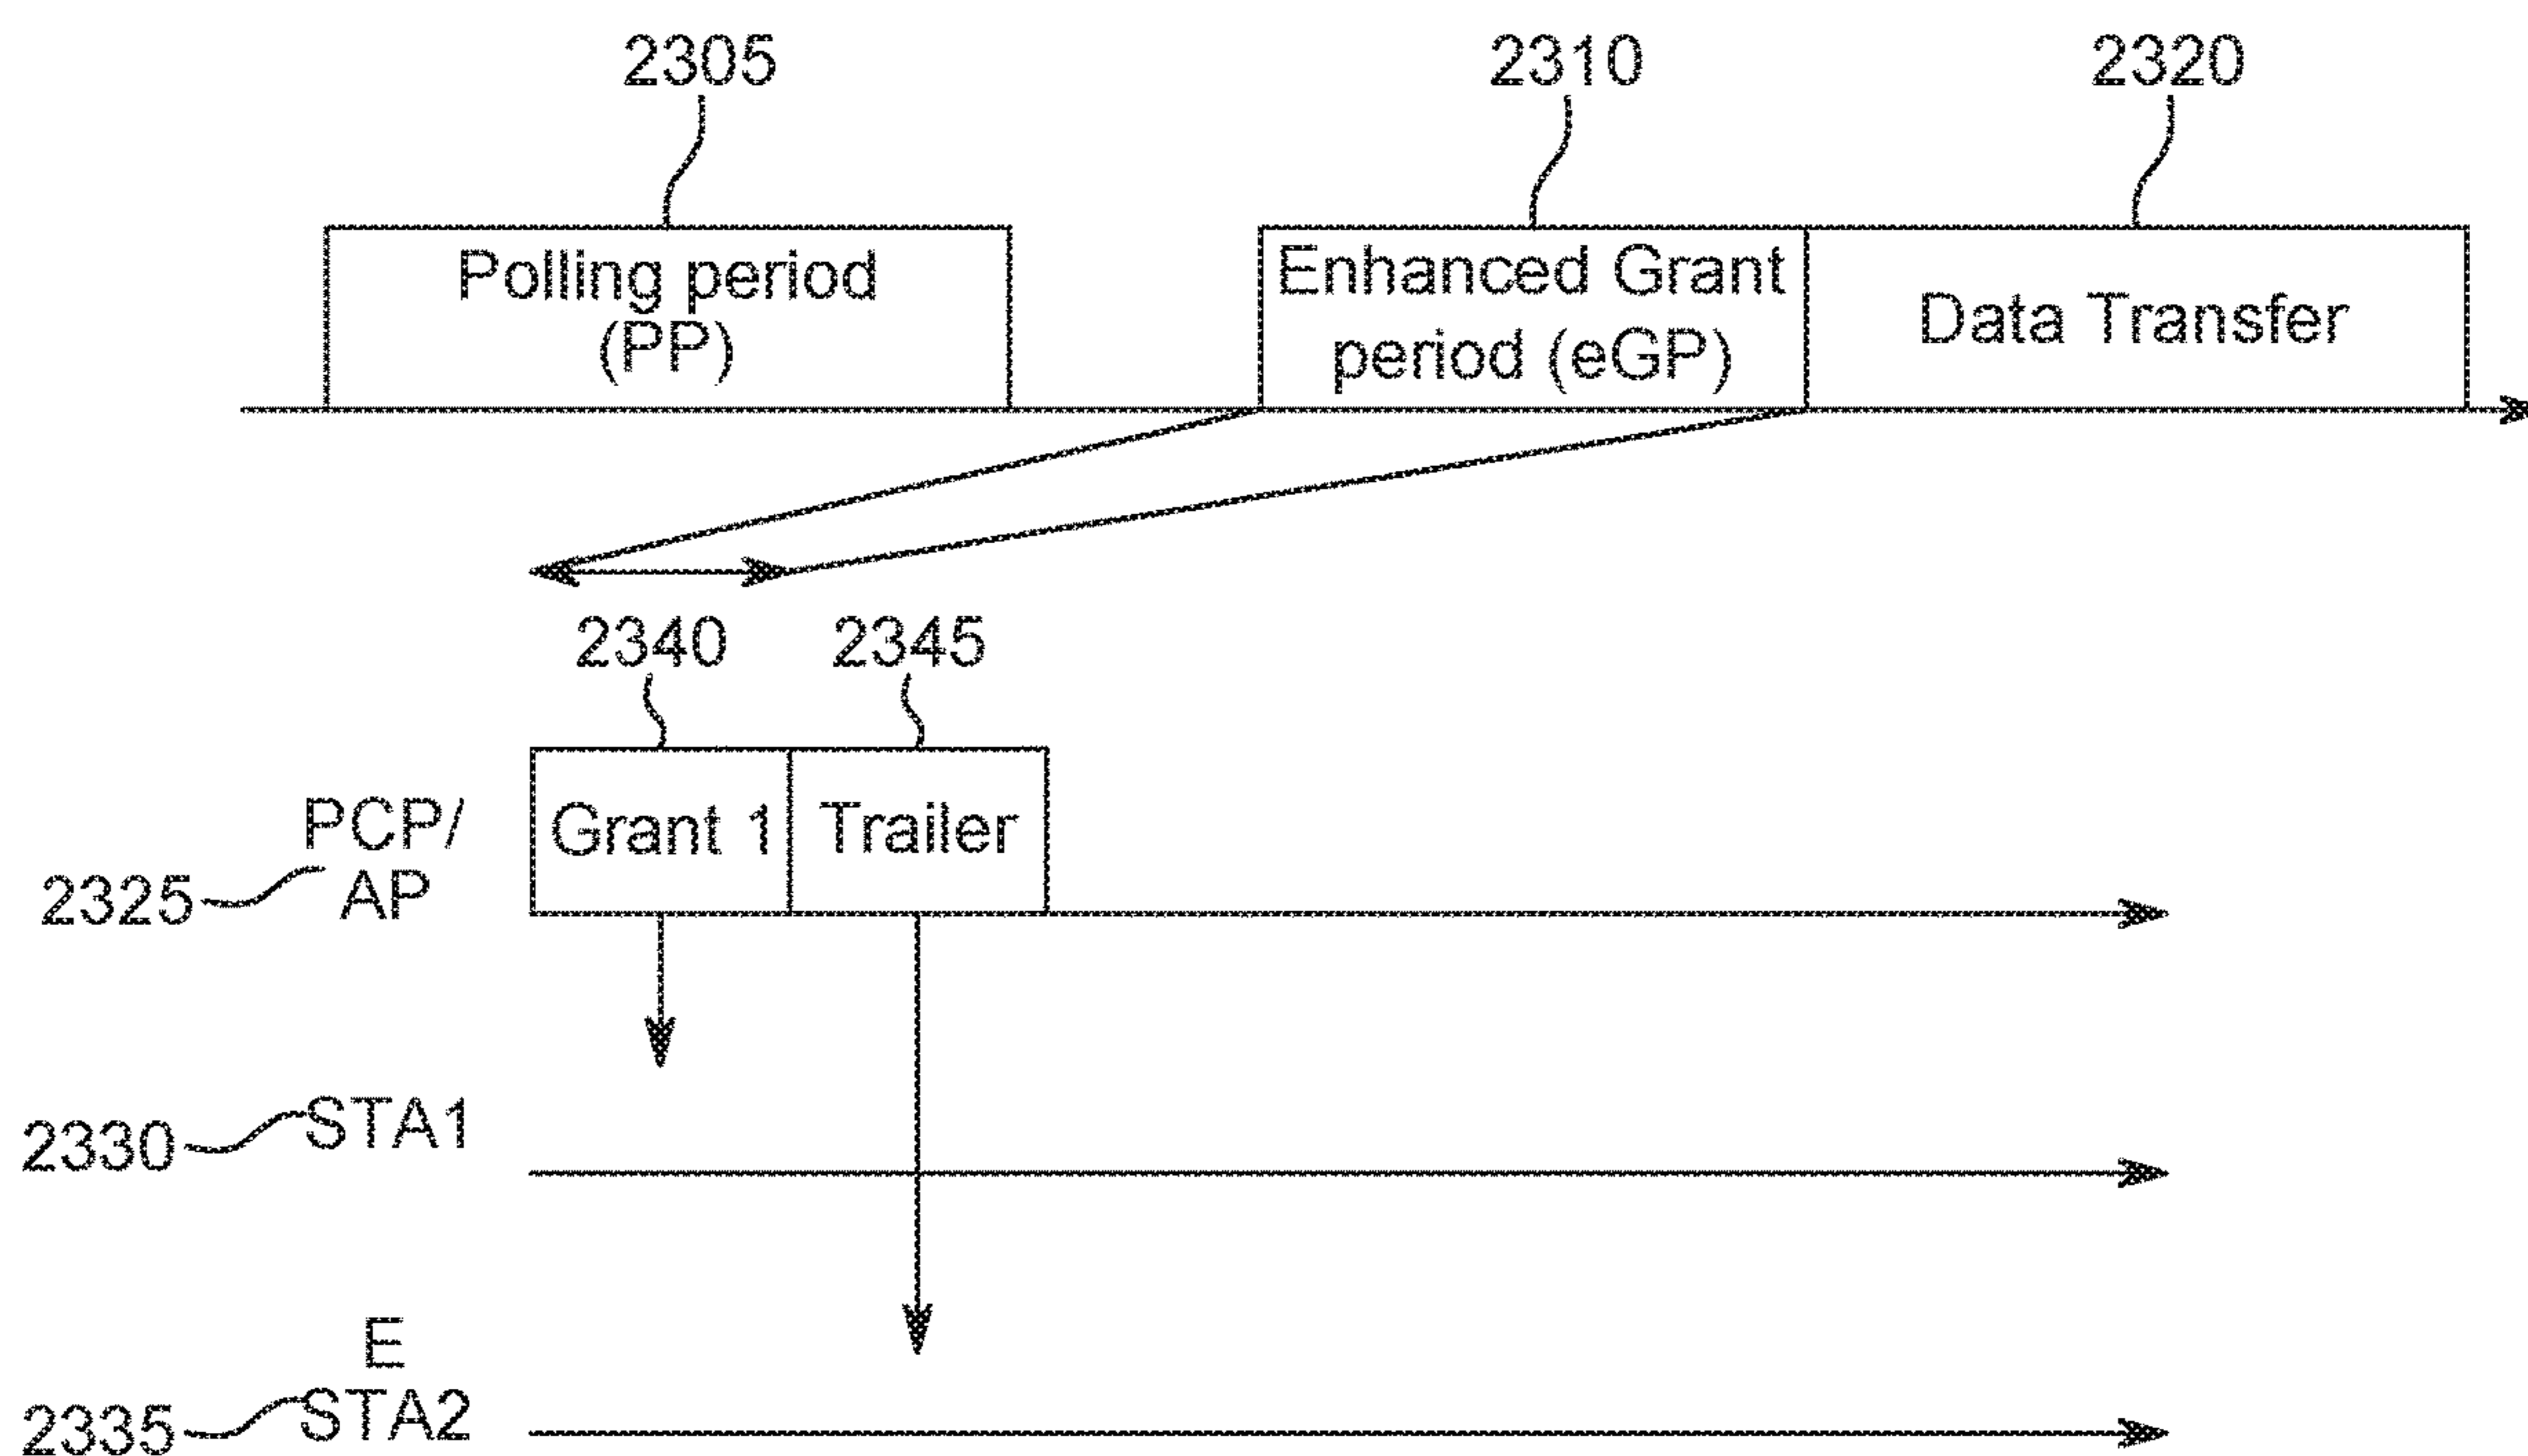 2305
2310
2320
Polling period
(PP)
Enhanced Grant
period (eGP)
Data Transfer
2340
2345
Grant 1
Trailer
PCP/
AP
2325
STA1
2330
E
STA2
2335